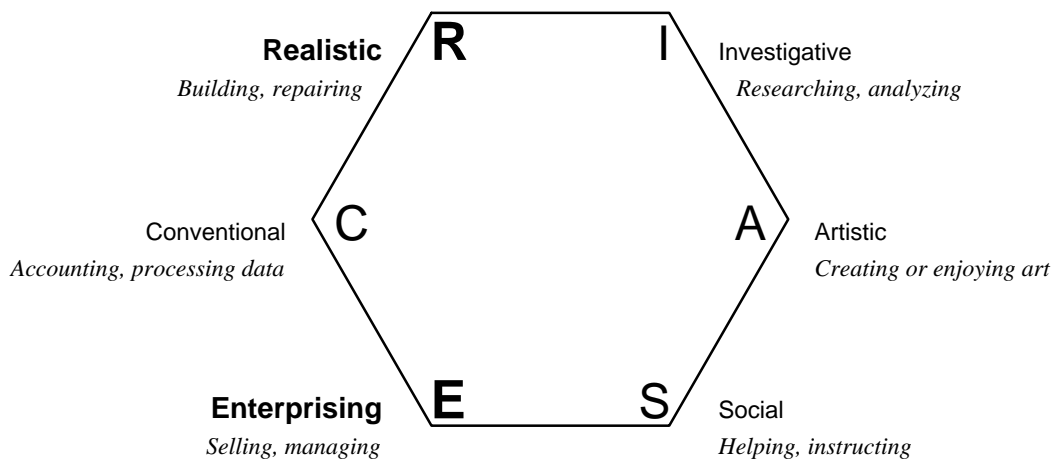 Realistic
Building, repairing
R
I
Investigative
Researching, analyzing
Conventional
Accounting, processing data
C
A
Artistic
Creating or enjoying art
Enterprising
Selling, managing
E
S
Social
Helping, instructing